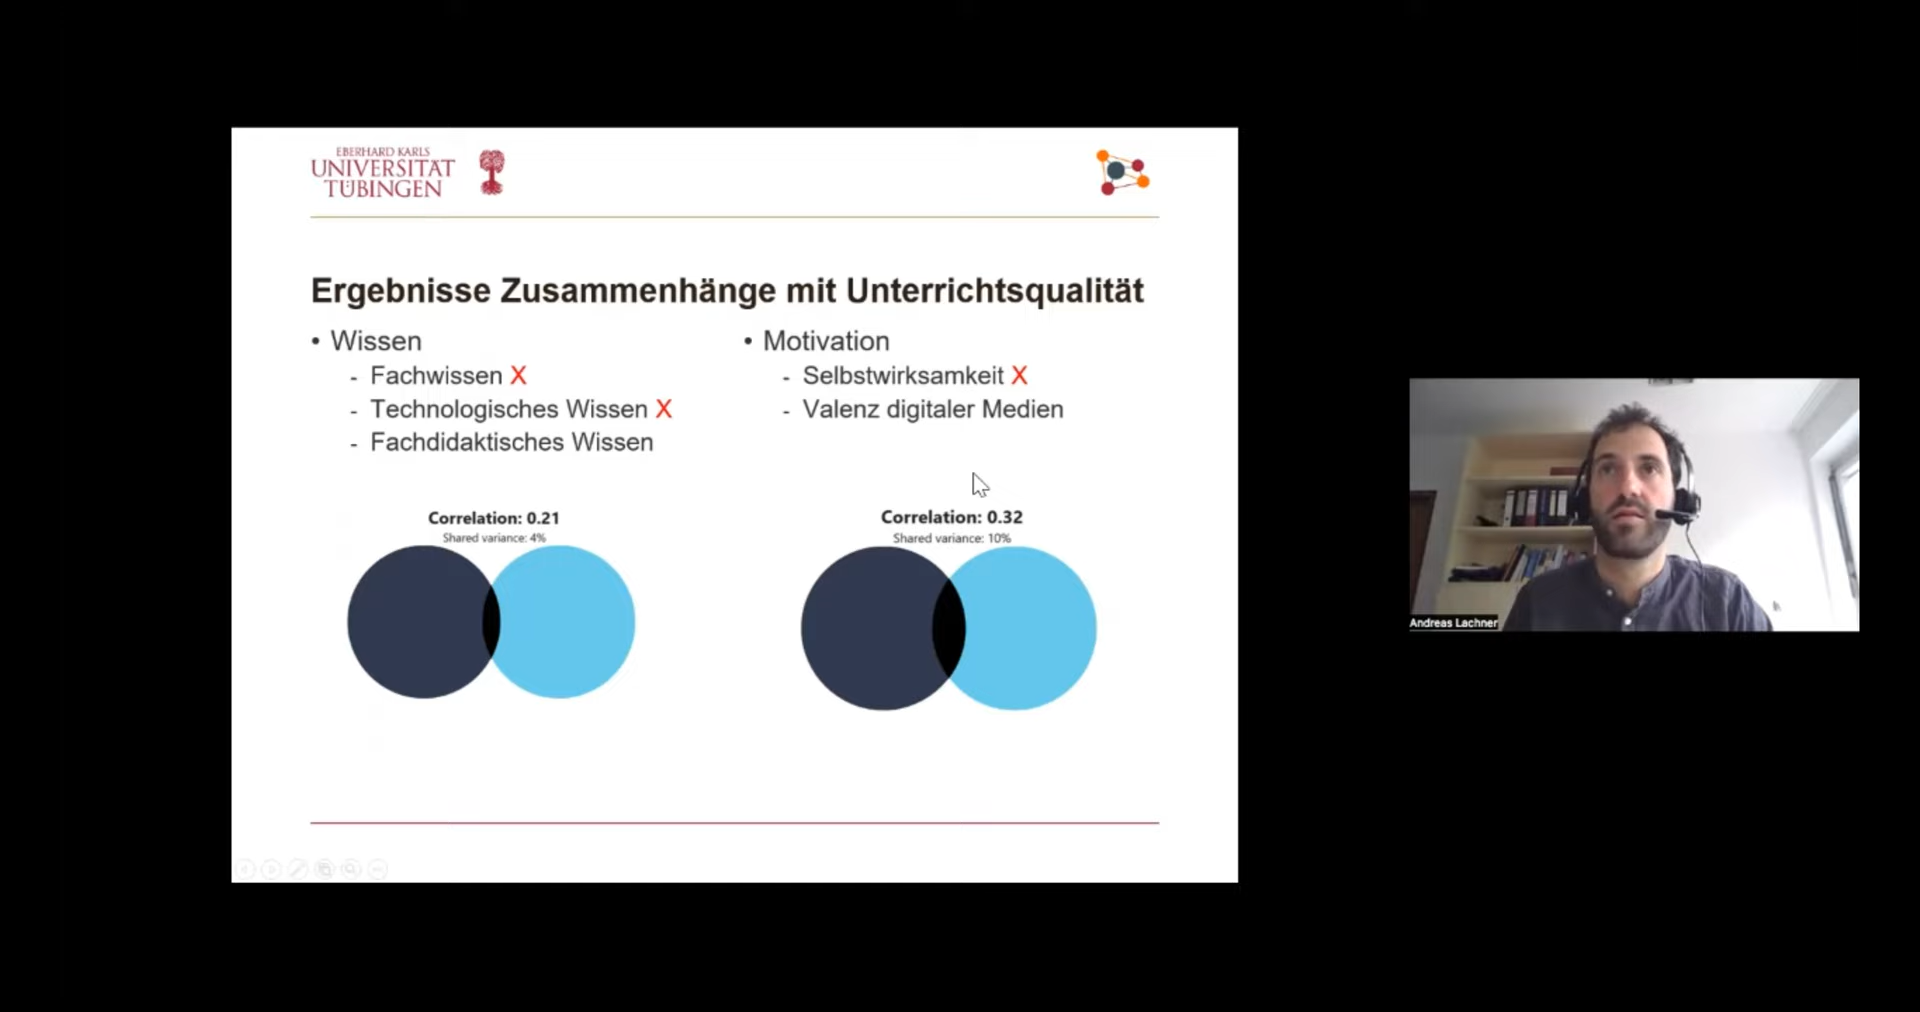 EBERHARD KARLS
UNIVERSITÄT
TÜBINGEN
Ergebnisse Zusammenhänge mit Unterrichtsqualität
• Wissen
- Fachwissen X
- Technologisches Wissen X
- Fachdidaktisches Wissen
• Motivation
- Selbstwirksamkeit X
- Valenz digitaler Medien
Correlation: 0.21
Shared variance: 4%
Correlation: 0.32
Shared variance: 10%
Andreas Lachner